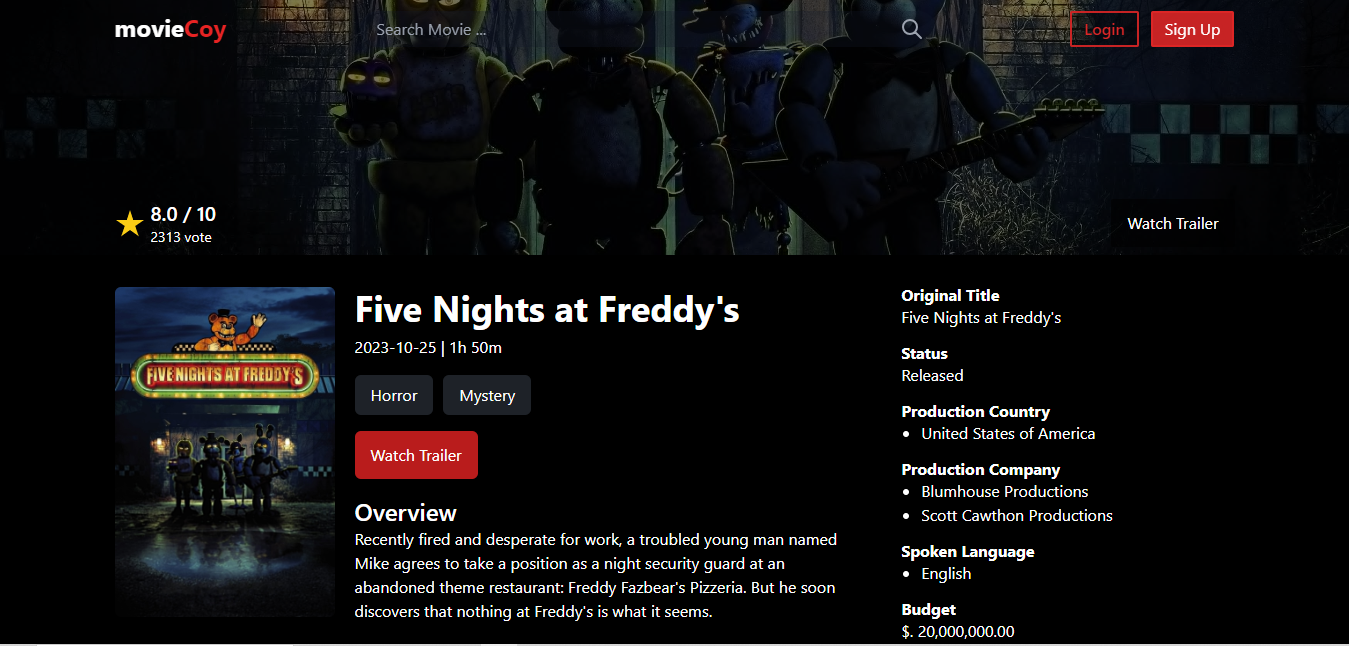 movieCoy
Search Movie ...
Login
Sign Up
8.0 / 10
2313 vote
Watch Trailer
FIVE NIGHTS AT FREDDY'S
Five Nights at Freddy's
2023-10-25 | 1h 50m
Horror
Mystery
Watch Trailer
Overview
Recently fired and desperate for work, a troubled young man named
Mike agrees to take a position as a night security guard at an
abandoned theme restaurant: Freddy Fazbear's Pizzeria. But he soon
discovers that nothing at Freddy's is what it seems.
Original Title
Five Nights at Freddy's
Status
Released
Production Country
• United States of America
Production Company
• Blumhouse Productions
• Scott Cawthon Productions
Spoken Language
• English
Budget
$. 20,000,000.00